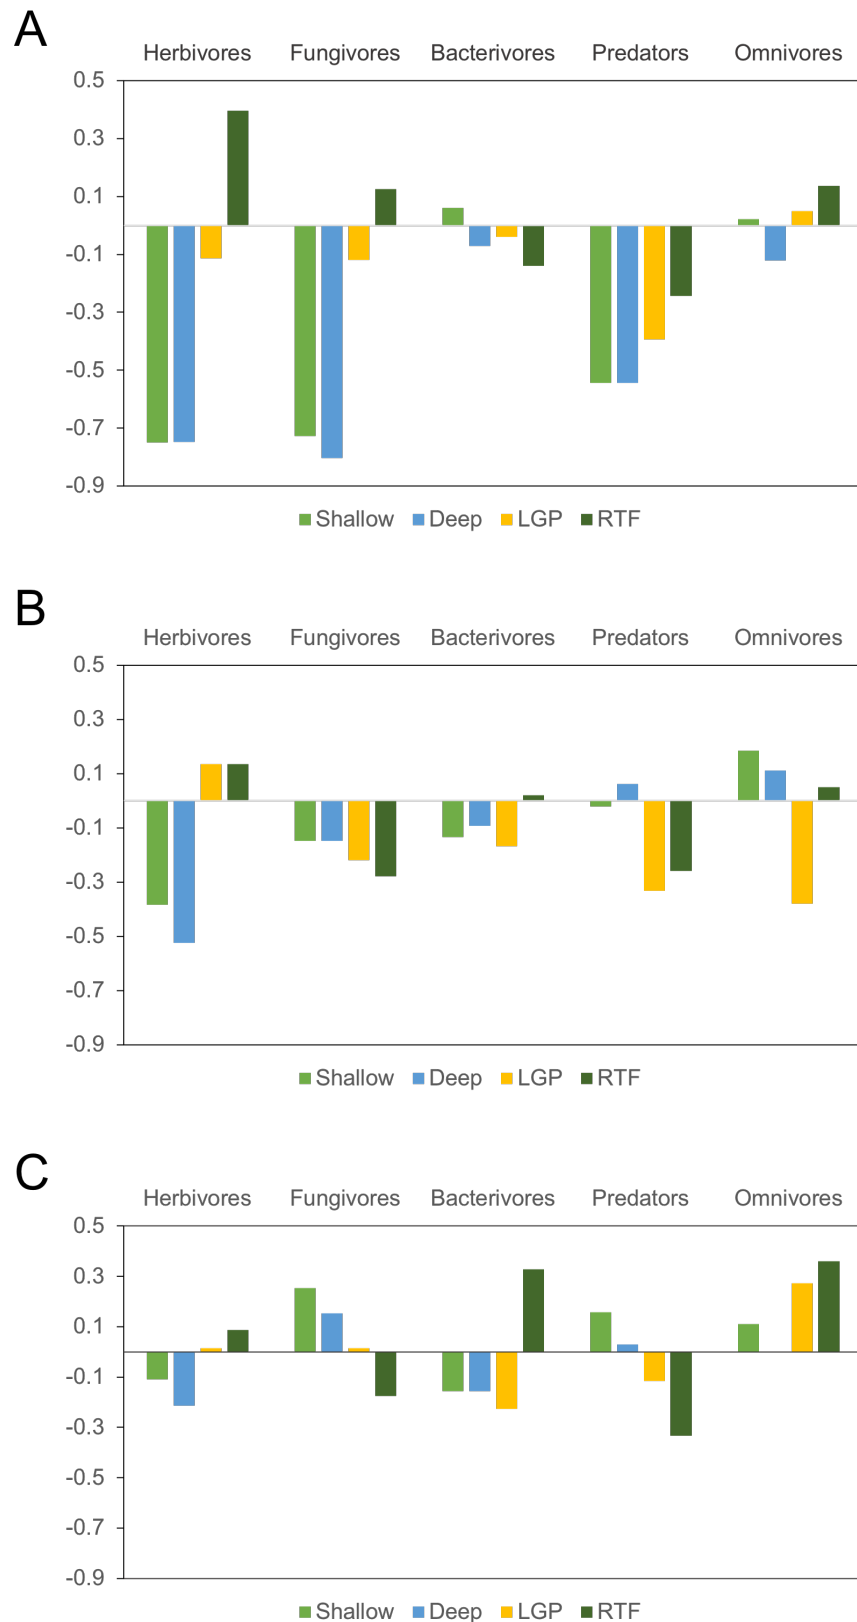 A
Herbivores Fungivores Bacterivores Predators Omnivores
0.5
0.3
0.1
-0.1
-0.3
-0.5
-0.7
-0.9
Shallow Deep LGP RTF
B
Herbivores Fungivores Bacterivores Predators Omnivores
0.5
0.3
0.1
-0.1
-0.3
-0.5
-0.7
-0.9
Shallow Deep LGP RTF
C
Herbivores Fungivores Bacterivores Predators Omnivores
0.5
0.3
0.1
-0.1
-0.3
-0.5
-0.7
-0.9
Shallow Deep LGP RTF